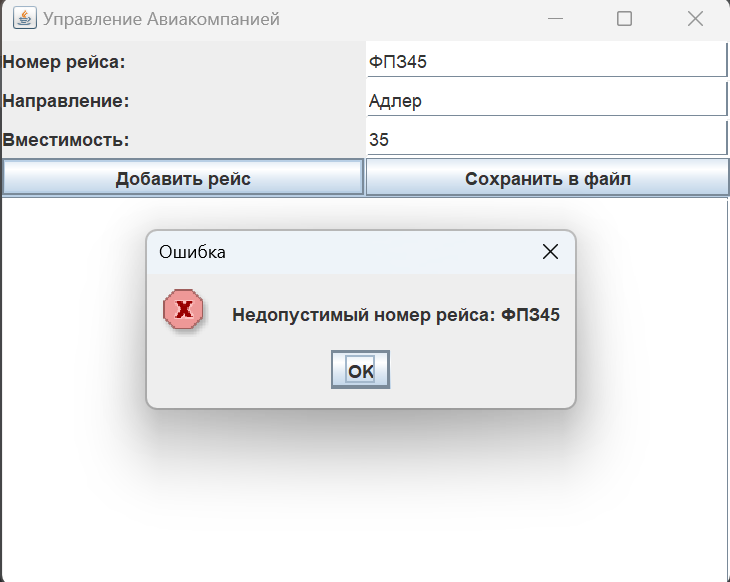 Управление Авиакомпанией
Номер рейса: ФП345
Направление: Адлер
Вместимость: 35
Добавить рейс Сохранить в файл
Ошибка
Недопустимый номер рейса: ФП345
OK